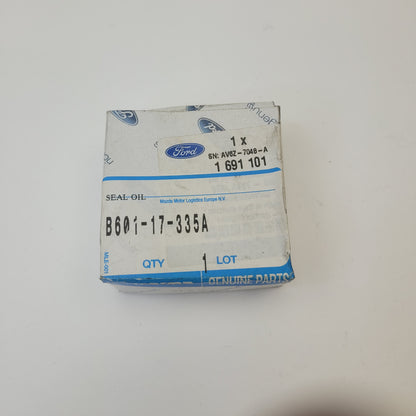 1 x
Ford
SN: AV6Z-7048-A
1 691 101
SEAL OIL
Mazda Motor Logistics Europe N.V.
B601-17-335A
QTY 1 LOT
GENUINE PARTS